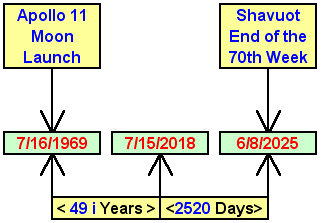 Apollo 11
Moon
Launch
Shavuot
End of the
70th Week
7/16/1969
7/15/2018
6/8/2025
< 49 i Years >
<2520 Days>